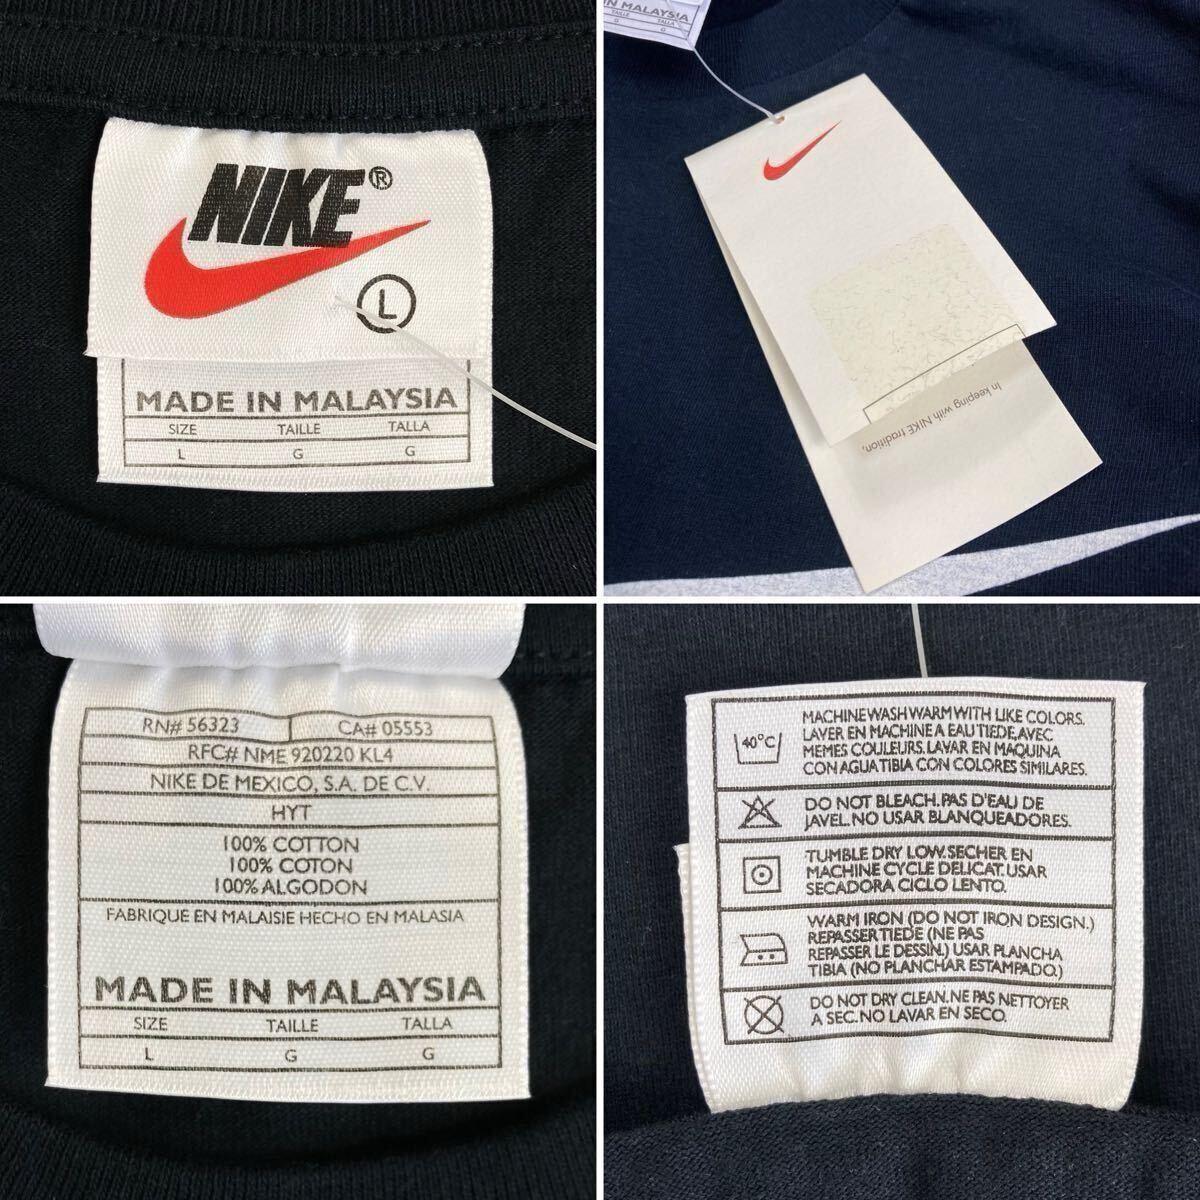 NIKE®
L
MADE IN MALAYSIA
SIZE TAILLE TALLA
L G G
IN MALAYSIA
TAILLE TALLA
G G
In keeping with NIKE tradition,
RN# 56323 CA# 05553
RFC# NME 920220 KL4
NIKE DE MEXICO, S.A. DE C.V.
HYT
100% COTTON
100% COTON
100% ALGODON
FABRIQUE EN MALAISIE HECHO EN MALASIA
MADE IN MALAYSIA
SIZE TAILLE TALLA
L G G
40°C
MACHINE WASH WARM WITH LIKE COLORS.
LAVER EN MACHINE A EAU TIEDE, AVEC
MEMES COULEURS. LAVAR EN MAQUINA
CON AGUA TIBIA CON COLORES SIMILARES.
DO NOT BLEACH. PAS D'EAU DE
JAVEL. NO USAR BLANQUEADORES.
TUMBLE DRY LOW. SECHER EN
MACHINE CYCLE DELICAT. USAR
SECADORA CICLO LENTO.
WARM IRON (DO NOT IRON DESIGN.)
REPASSER TIEDE (NE PAS
REPASSER LE DESSIN.) USAR PLANCHA
TIBIA (NO PLANCHAR ESTAMPADO.)
DO NOT DRY CLEAN. NE PAS NETTOYER
A SEC. NO LAVAR EN SECO.